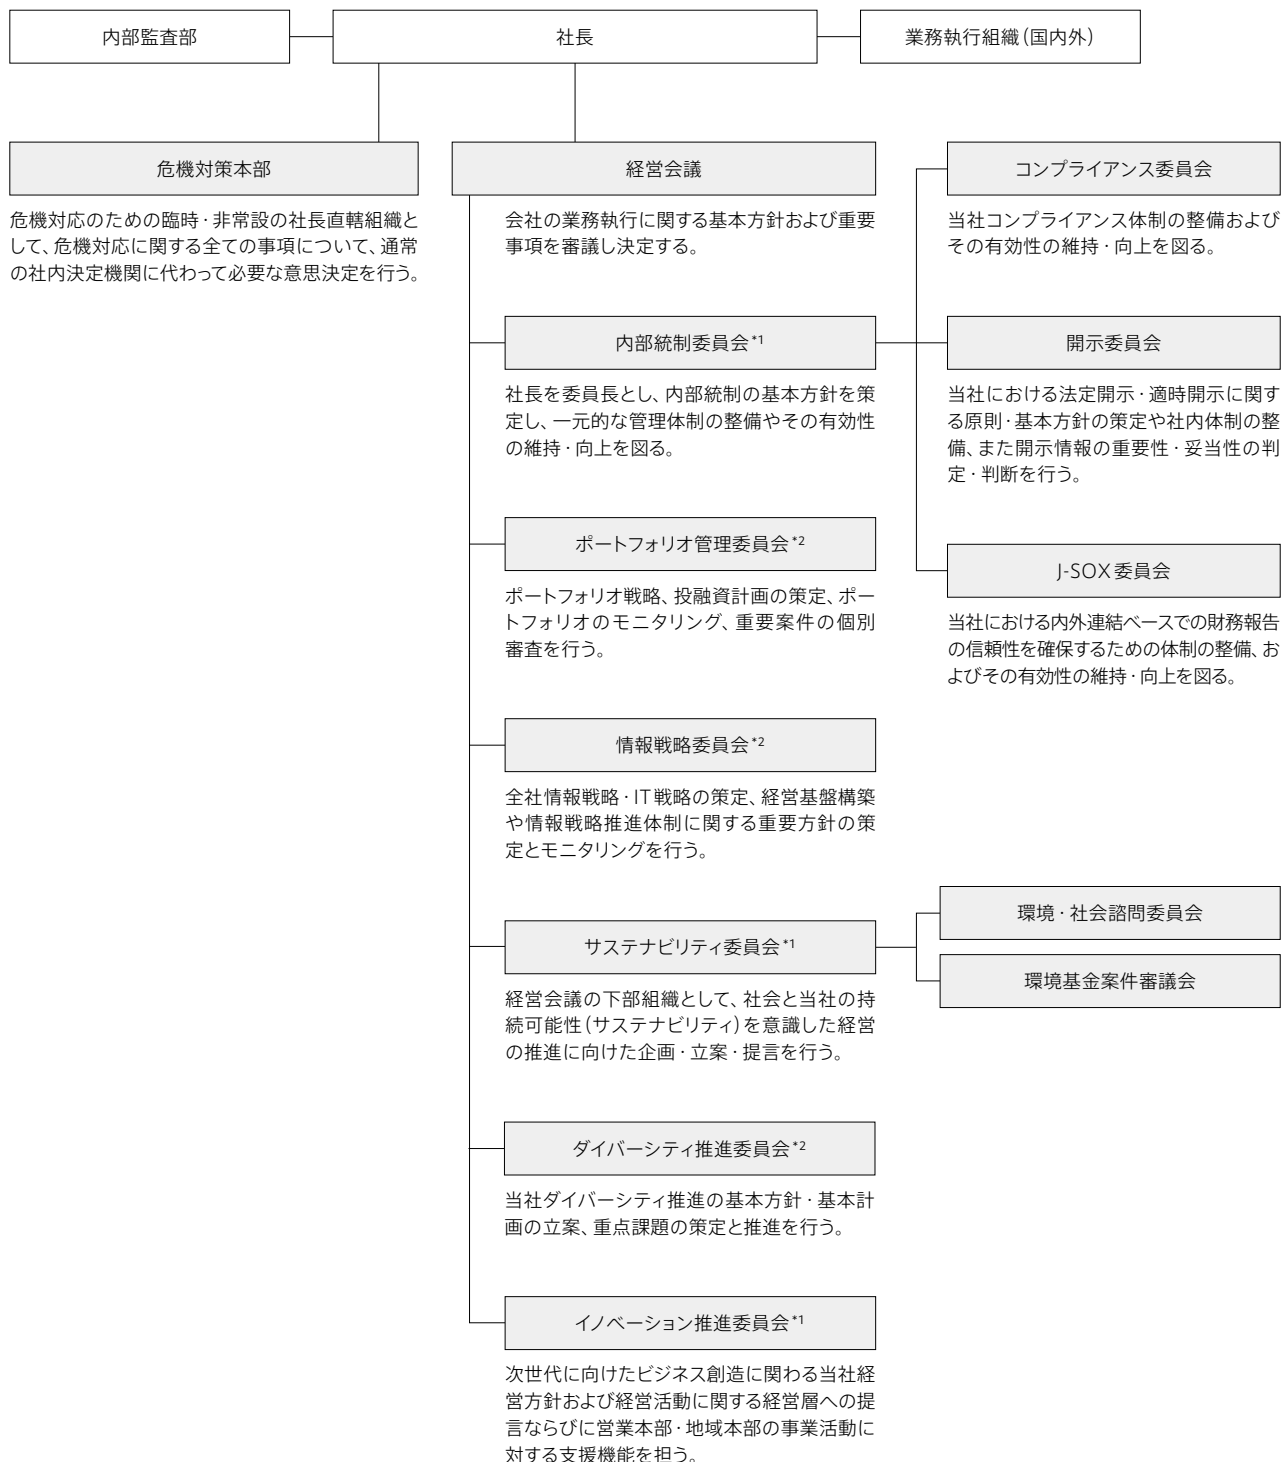 内部監査部
社長
業務執行組織(国内外)
危機対策本部
危機対応のための臨時・非常設の社長直轄組織と
して、危機対応に関する全ての事項について、通常
の社内決定機関に代わって必要な意思決定を行う。
経営会議
会社の業務執行に関する基本方針および重要
事項を審議し決定する。
コンプライアンス委員会
当社コンプライアンス体制の整備および
その有効性の維持・向上を図る。
内部統制委員会*1
社長を委員長とし、内部統制の基本方針を策
定し、一元的な管理体制の整備やその有効性
の維持・向上を図る。
開示委員会
当社における法定開示・適時開示に関す
る原則・基本方針の策定や社内体制の整
備、また開示情報の重要性・妥当性の判
定・判断を行う。
ポートフォリオ管理委員会*2
ポートフォリオ戦略、投融資計画の策定、ポー
トフォリオのモニタリング、重要案件の個別
審査を行う。
J-SOX委員会
当社における内外連結ベースでの財務報告
の信頼性を確保するための体制の整備、お
よびその有効性の維持・向上を図る。
情報戦略委員会*2
全社情報戦略・IT戦略の策定、経営基盤構築
や情報戦略推進体制に関する重要方針の策
定とモニタリングを行う。
サステナビリティ委員会*1
経営会議の下部組織として、社会と当社の持
続可能性(サステナビリティ)を意識した経営
の推進に向けた企画・立案・提言を行う。
環境・社会諮問委員会
環境基金案件審議会
ダイバーシティ推進委員会*2
当社ダイバーシティ推進の基本方針・基本計
画の立案、重点課題の策定と推進を行う。
イノベーション推進委員会*1
次世代に向けたビジネス創造に関わる当社経
営方針および経営活動に関する経営層への提
言ならびに営業本部・地域本部の事業活動に
対する支援機能を担う。